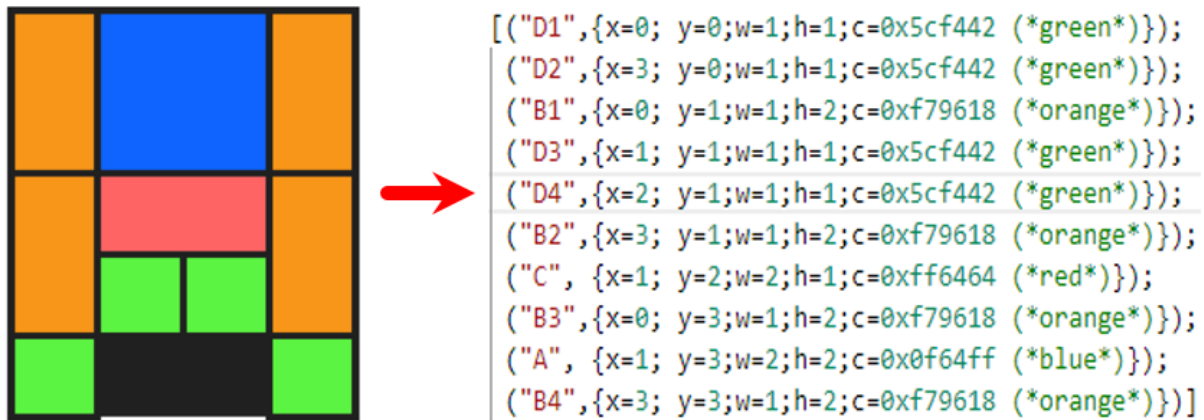 [("D1",{x=0; y=0;w=1;h=1;c=0x5cf442 (*green*)});
("D2",{x=3; y=0;w=1;h=1;c=0x5cf442 (*green*)});
("B1",{x=0; y=1;w=1;h=2;c=0xf79618 (*orange*)});
("D3",{x=1; y=1;w=1;h=1;c=0x5cf442 (*green*)});
("D4",{x=2; y=1;w=1;h=1;c=0x5cf442 (*green*)});
("B2",{x=3; y=1;w=1;h=2;c=0xf79618 (*orange*)});
("C", {x=1; y=2;w=2;h=1;c=0xff6464 (*red*)});
("B3",{x=0; y=3;w=1;h=2;c=0xf79618 (*orange*)});
("A", {x=1; y=3;w=2;h=2;c=0x0f64ff (*blue*)});
("B4",{x=3; y=3;w=1;h=2;c=0xf79618 (*orange*)})]